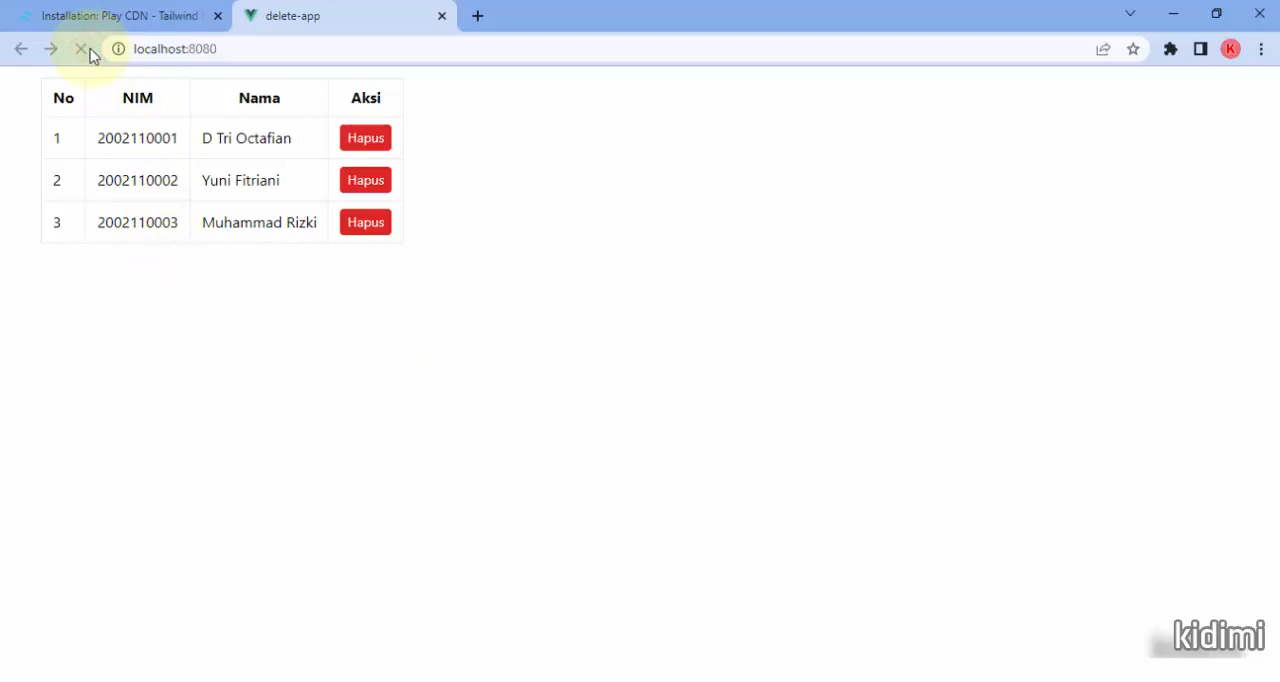 Installation: Play CDN - Tailwind
delete-app
localhost:8080
K
No NIM Nama Aksi
1 2002110001 D Tri Octafian Hapus
2 2002110002 Yuni Fitriani Hapus
3 2002110003 Muhammad Rizki Hapus
kidimi